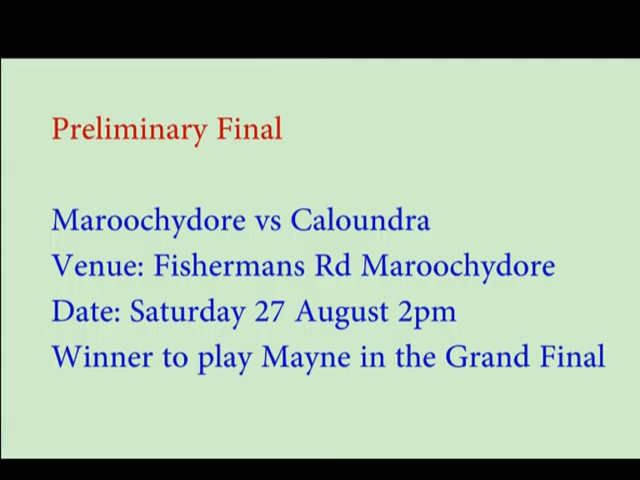 Preliminary Final
Maroochydore vs Caloundra
Venue: Fishermans Rd Maroochydore
Date: Saturday 27 August 2pm
Winner to play Mayne in the Grand Final